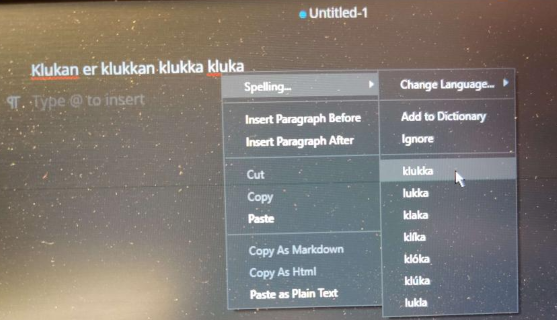 Untitled-1
Klukan er klukkan klukka kluka
¶ Type @ to insert
Spelling...
Insert Paragraph Before
Insert Paragraph After
Cut
Copy
Paste
Copy As Markdown
Copy As Html
Paste as Plain Text
Change Language...
Add to Dictionary
Ignore
klukka
lukka
klaka
klíka
klóka
klúka
lukla